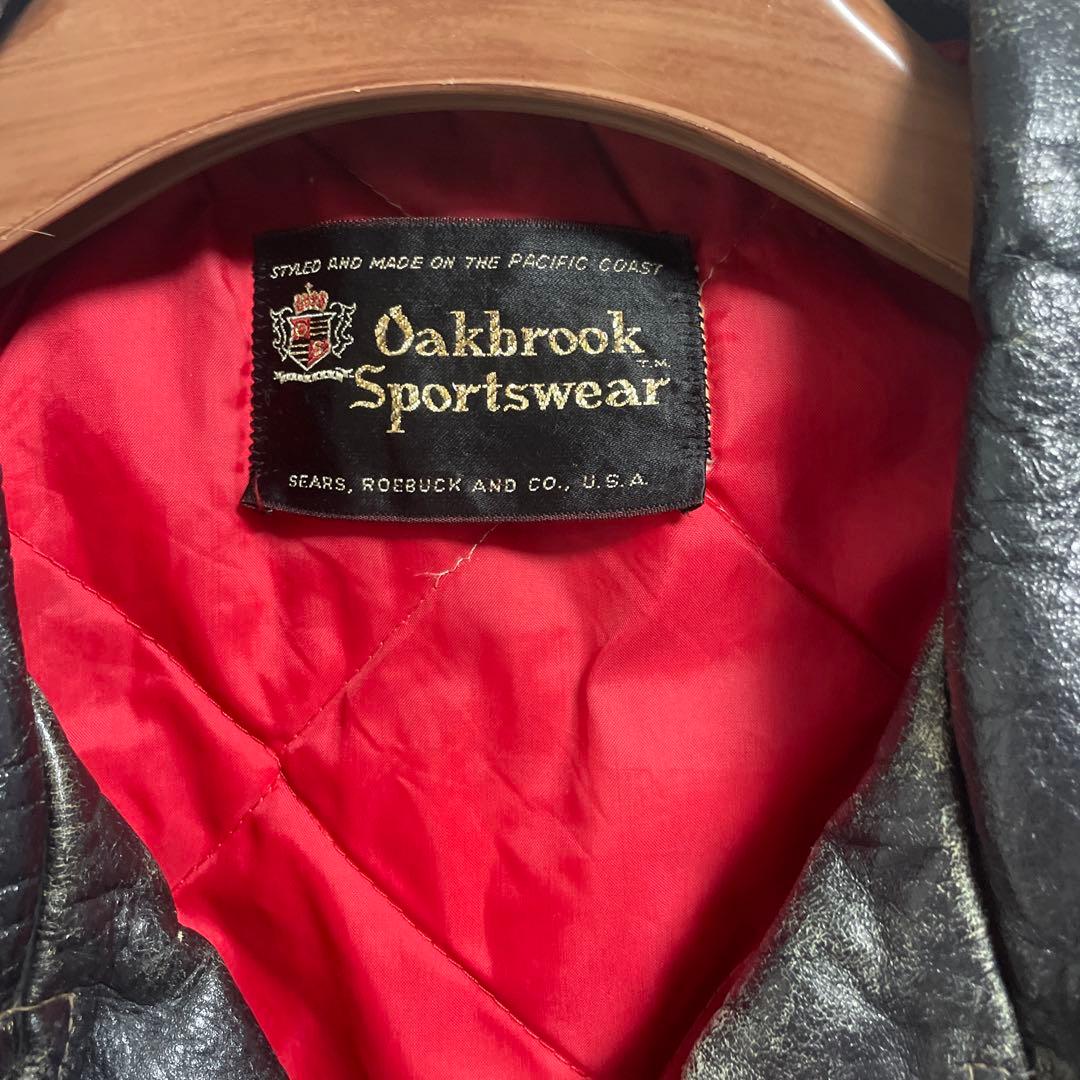 STYLED AND MADE ON THE PACIFIC COAST
Oakbrook
T.M.
Sportswear
SEARS, ROEBUCK AND CO., U.S.A.